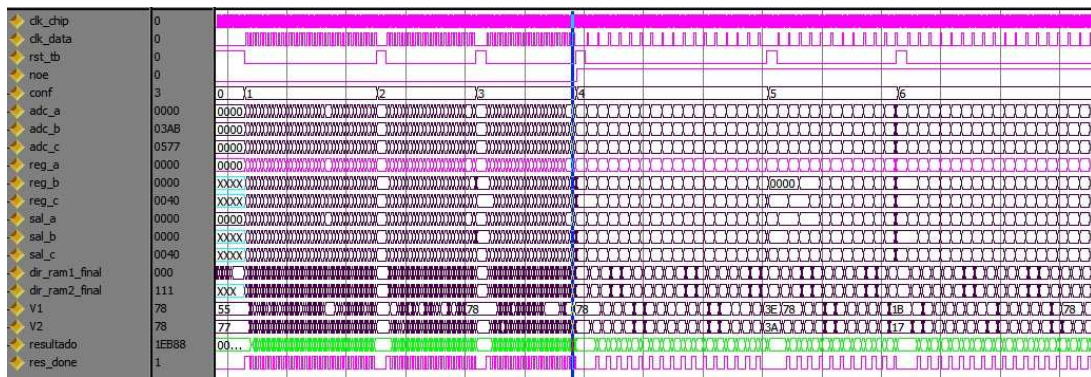 clk_chip 0
clk_data 0
rst_tb 0
noe 0
conf 3 0 1 2 3 4 5 6
adc_a 0000 0000
adc_b 03AB 0000
adc_c 0577 0000
reg_a 0000 0000
reg_b 0000 XXXX 0000
reg_c 0040 XXXX
sal_a 0000 0000
sal_b 0000 XXXX
sal_c 0040 XXXX
dir_ram1_final 000
dir_ram2_final 111 XXX
V1 78 55 78 78 3E 78 1B 78
V2 78 77 3A 17
resultado 1EB88 00...
res_done 1